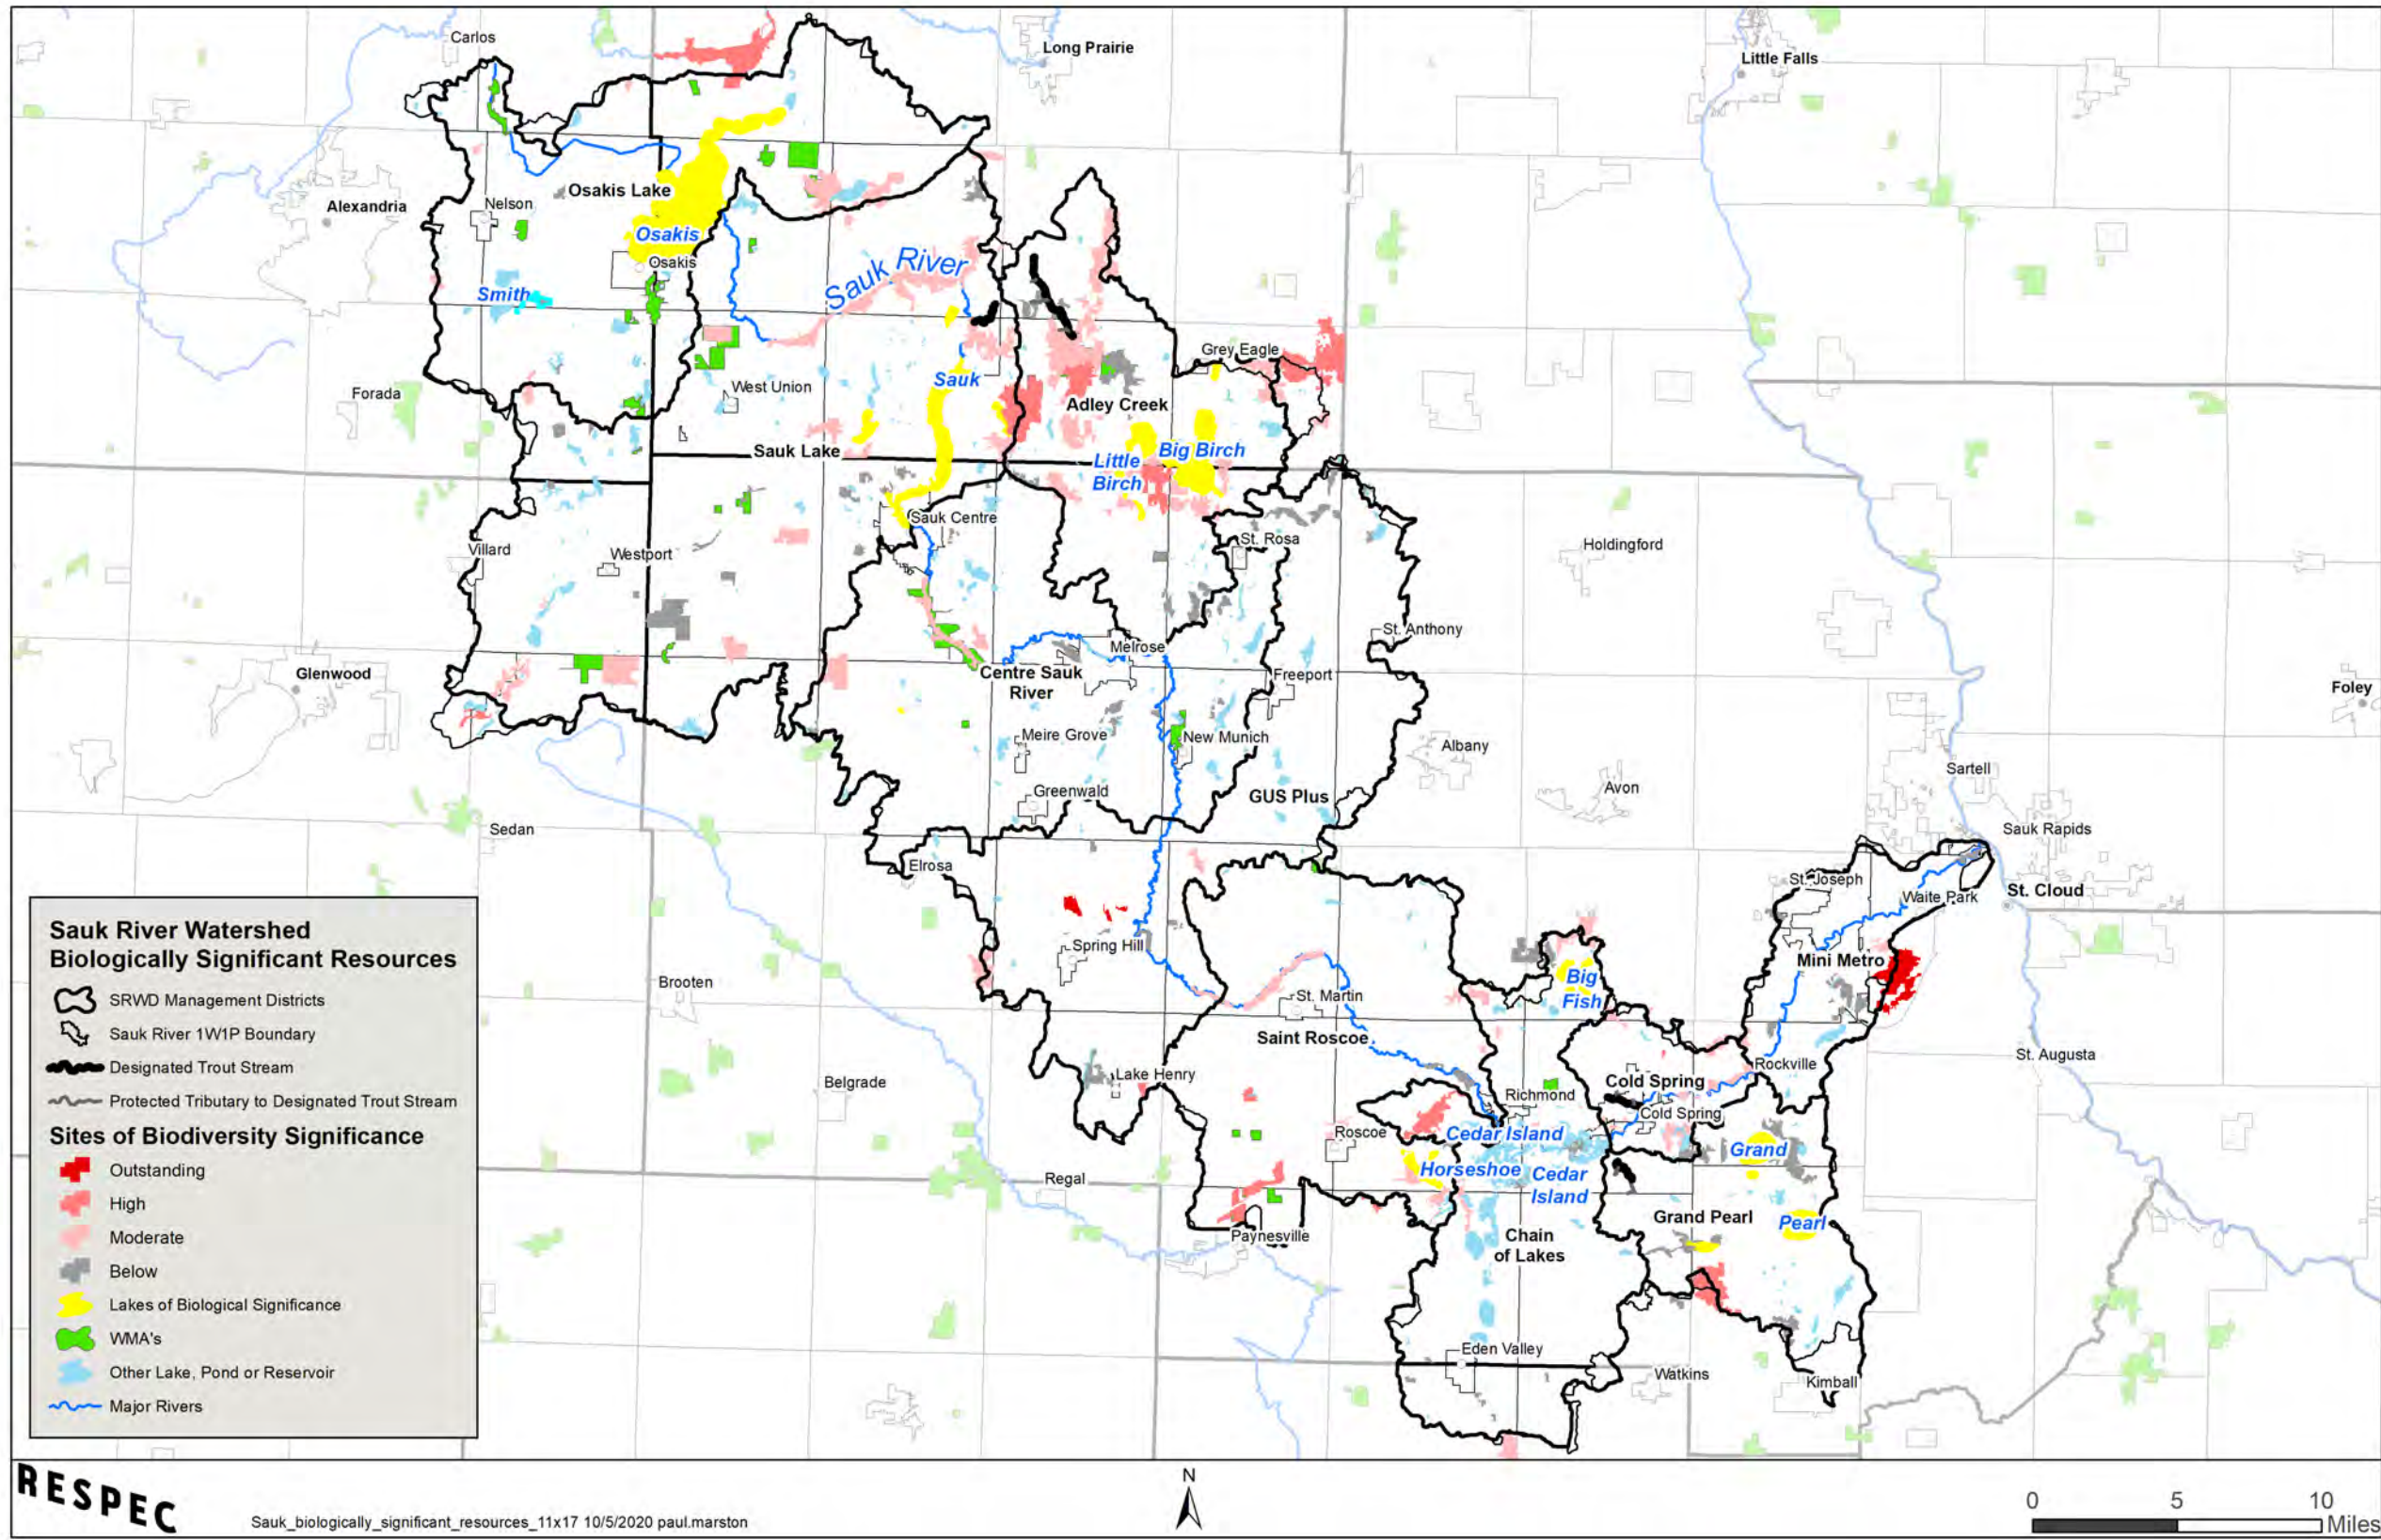 Carlos
Long Prairie
Little Falls
Osakis Lake
Nelson
Alexandria
Osakis
Osakis
Sauk River
Smith
Grey Eagle
West Union
Sauk
Forada
Adley Creek
Sauk Lake
Big Birch
Little
Birch
Sauk Centre
St. Rosa
Holdingford
Villard
Westport
St. Anthony
Melrose
Glenwood
Centre Sauk
River
Freeport
Foley
Meire Grove
New Munich
Albany
Sartell
Greenwald
GUS Plus
Avon
Sedan
Sauk Rapids
Elrosa
St. Joseph
Waite Park
St. Cloud
Spring Hill
Mini Metro
Brooten
Big
Fish
St. Martin
Saint Roscoe
St. Augusta
Rockville
Belgrade
Lake Henry
Richmond
Cold Spring
Cold Spring
Roscoe
Cedar Island
Grand
Regal
Horseshoe
Cedar
Island
Grand Pearl
Pearl
Paynesville
Chain
of Lakes
Eden Valley
Watkins
Kimball
Sauk River Watershed
Biologically Significant Resources
SRWD Management Districts
Sauk River 1W1P Boundary
Designated Trout Stream
Protected Tributary to Designated Trout Stream
Sites of Biodiversity Significance
Outstanding
High
Moderate
Below
Lakes of Biological Significance
WMA's
Other Lake, Pond or Reservoir
Major Rivers
RESPEC
Sauk_biologically_significant_resources_11x17 10/5/2020 paul.marston
N
0 5 10
Miles